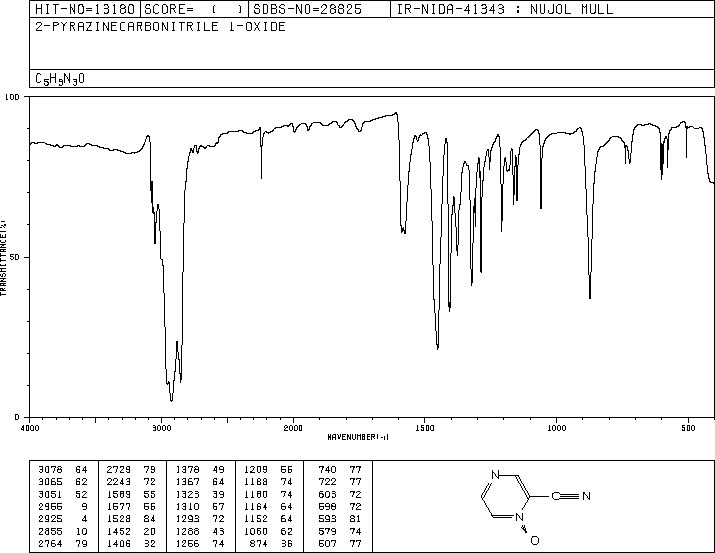 HIT-NO=13180 SCORE= ( ) SDBS-NO=28825 IR-NIDA-41343 : NUJOL MULL
2-PYRAZINECARBONITRILE 1-OXIDE
C5H3N3O
100
50
0
TRANSMITTANCE(%)
4000 3000 2000 1500 1000 500
WAVENUMBER(-1)
3078 64 2729 79 1378 49 1209 56 740 77
3065 62 2243 72 1367 64 1188 74 722 77
3051 52 1589 55 1323 39 1180 74 603 72
2955 9 1577 55 1310 57 1164 64 598 72
2925 4 1528 84 1293 72 1152 64 593 81
2855 10 1452 20 1288 43 1060 62 579 74
2764 79 1406 32 1256 74 874 36 507 77
N
C N
N
O